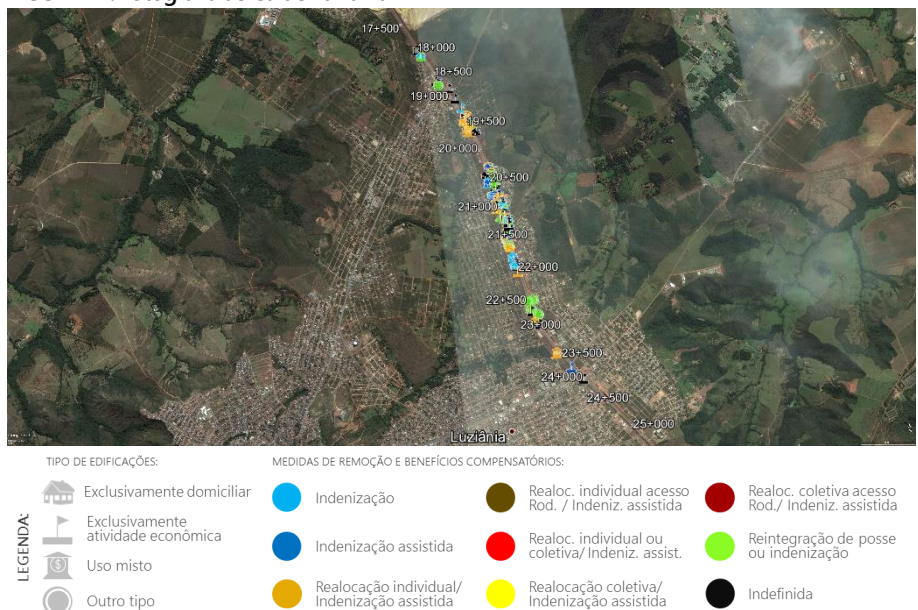 17+500
18+000
18+500
19+000
19+500
20+000
20+500
21+000
21+500
22+000
22+500
23+000
23+500
24+000
24+500
25+000
Luziânia
TIPO DE EDIFICAÇÕES:
MEDIDAS DE REMOÇÃO E BENEFÍCIOS COMPENSATÓRIOS:
LEGENDA:
Exclusivamente domiciliar
Exclusivamente
atividade econômica
Uso misto
Outro tipo
Indenização
Indenização assistida
Realocação individual/
Indenização assistida
Realoc. individual acesso
Rod. / Indeniz. assistida
Realoc. individual ou
coletiva/ Indeniz. assist.
Realocação coletiva/
Indenização assistida
Realoc. coletiva acesso
Rod./ Indeniz. assistida
Reintegração de posse
ou indenização
Indefinida